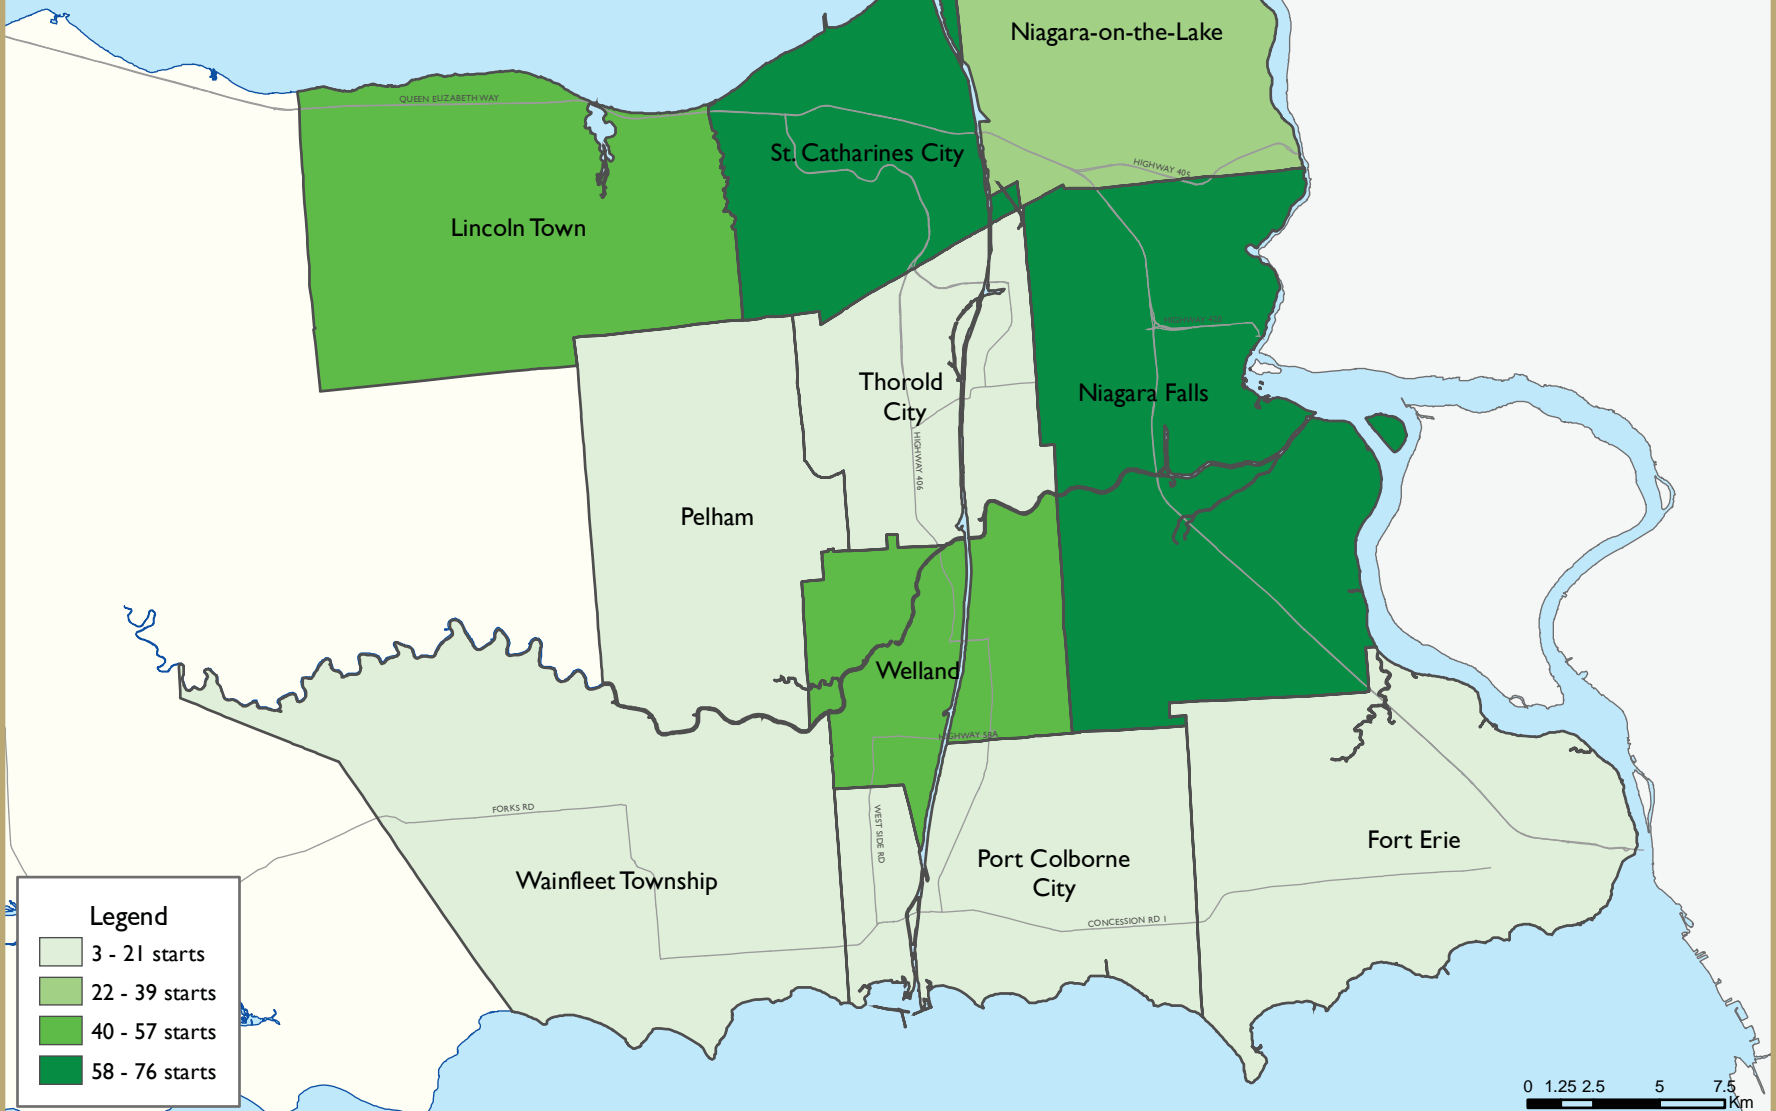 Niagara-on-the-Lake
QUEEN ELIZABETH WAY
St. Catharines City
HIGHWAY 405
Lincoln Town
HIGHWAY 420
Thorold
City
Niagara Falls
HIGHWAY 406
Pelham
Welland
HIGHWAY 58A
FORKS RD
WEST SIDE RD
Fort Erie
Port Colborne
City
Wainfleet Township
CONCESSION RD 1
Legend
3 - 21 starts
22 - 39 starts
40 - 57 starts
58 - 76 starts
0 1.25 2.5 5 7.5
Km